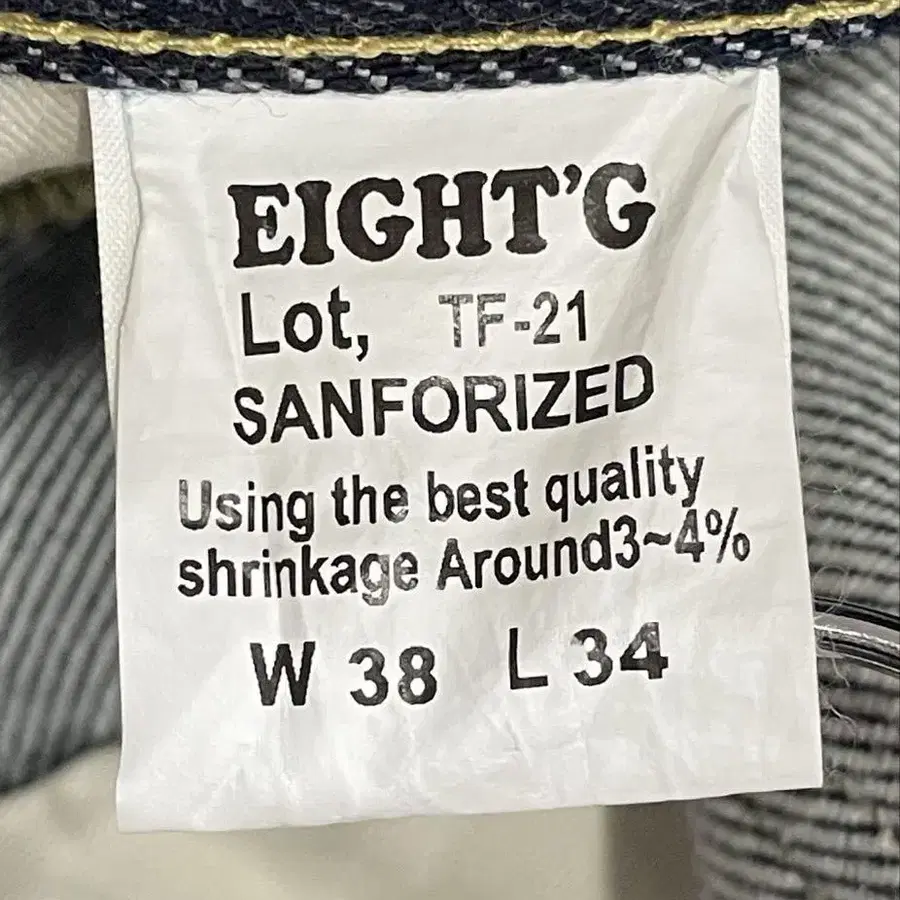 EIGHT'G
Lot, TF-21
SANFORIZED
Using the best quality
shrinkage Around3~4%
W 38 L 34